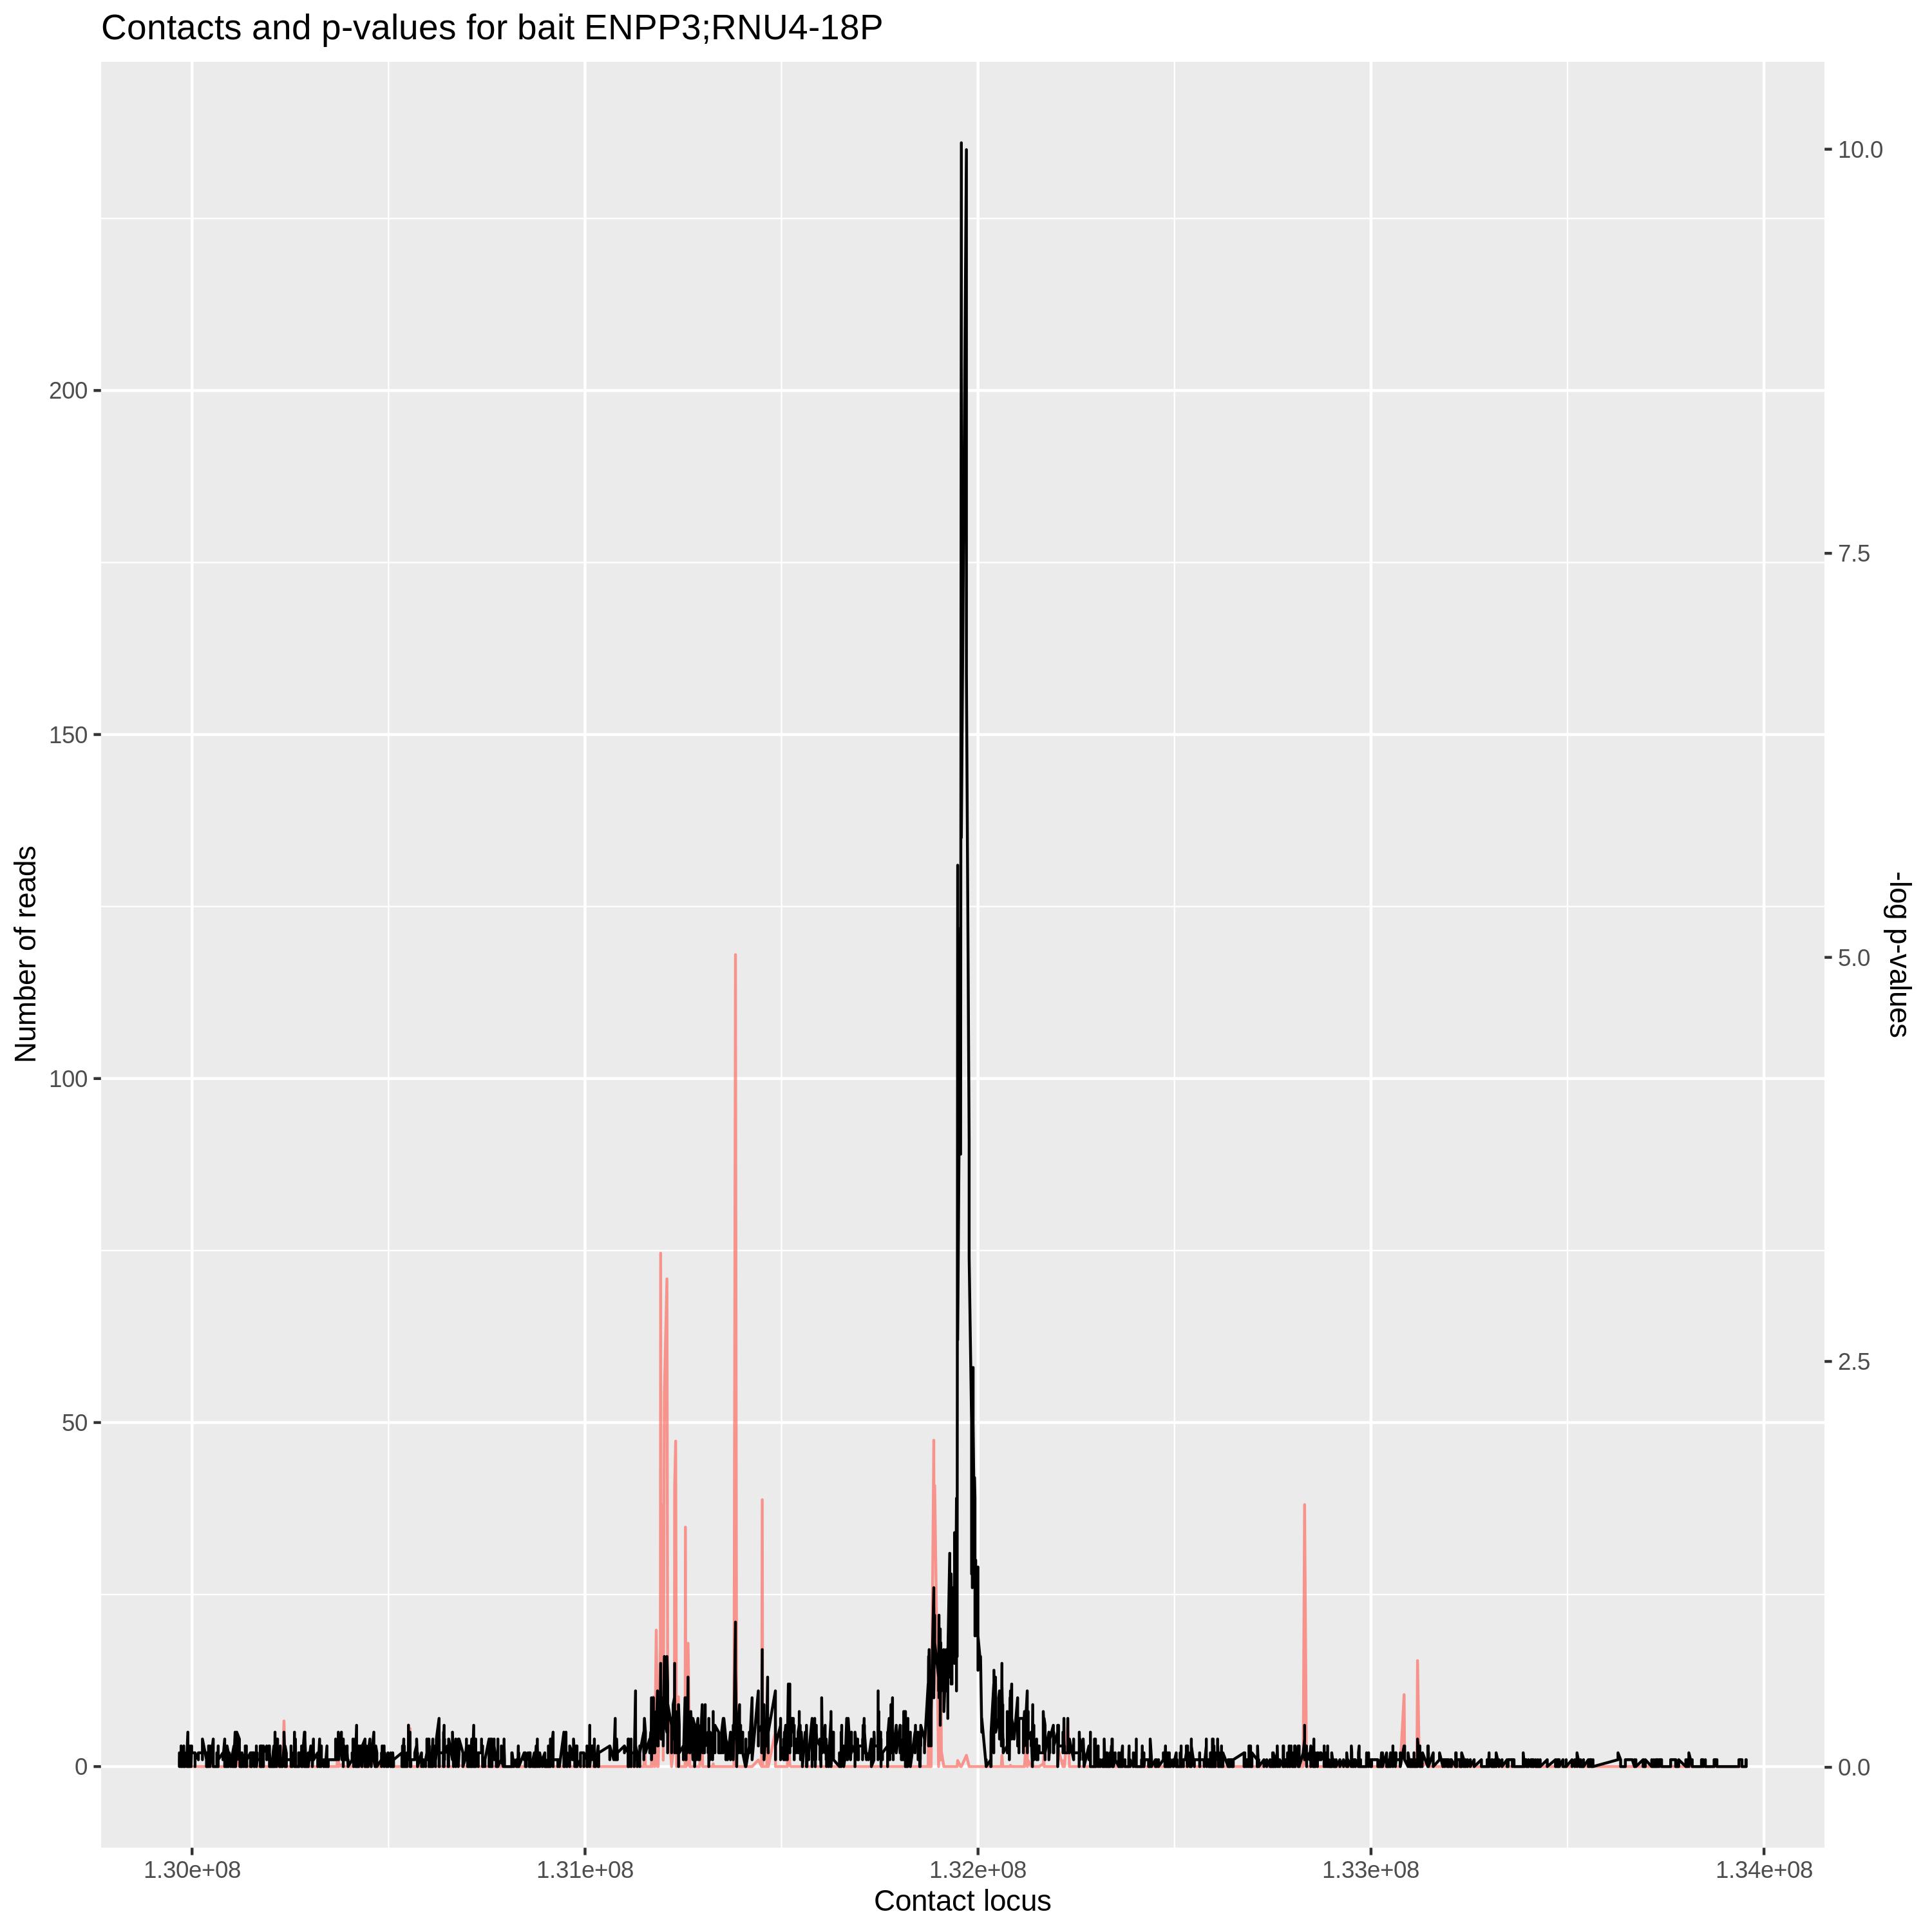 Contacts and p-values for bait ENPP3;RNU4-18P
Number of reads
200
150
100
50
0
10.0
7.5
5.0
2.5
0.0
-log p-values
1.30e+08
1.31e+08
1.32e+08
1.33e+08
1.34e+08
Contact locus